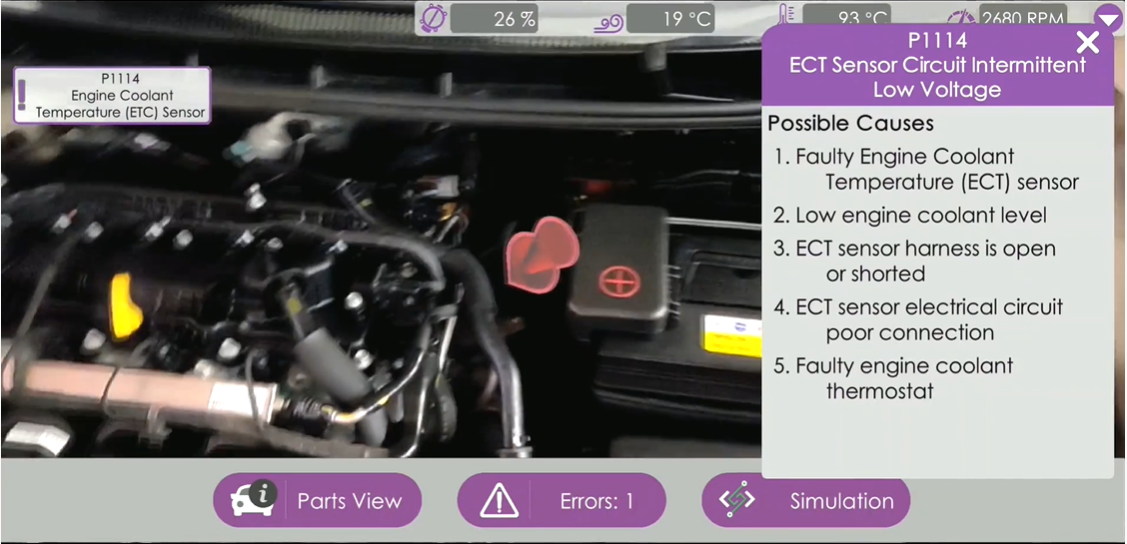 26 %
19 °C
93 °C
2680 RPM
P1114
Engine Coolant
Temperature (ETC) Sensor
P1114
ECT Sensor Circuit Intermittent
Low Voltage
Possible Causes
1. Faulty Engine Coolant
Temperature (ECT) sensor
2. Low engine coolant level
3. ECT sensor harness is open
or shorted
4. ECT sensor electrical circuit
poor connection
5. Faulty engine coolant
thermostat
Parts View
Errors: 1
Simulation